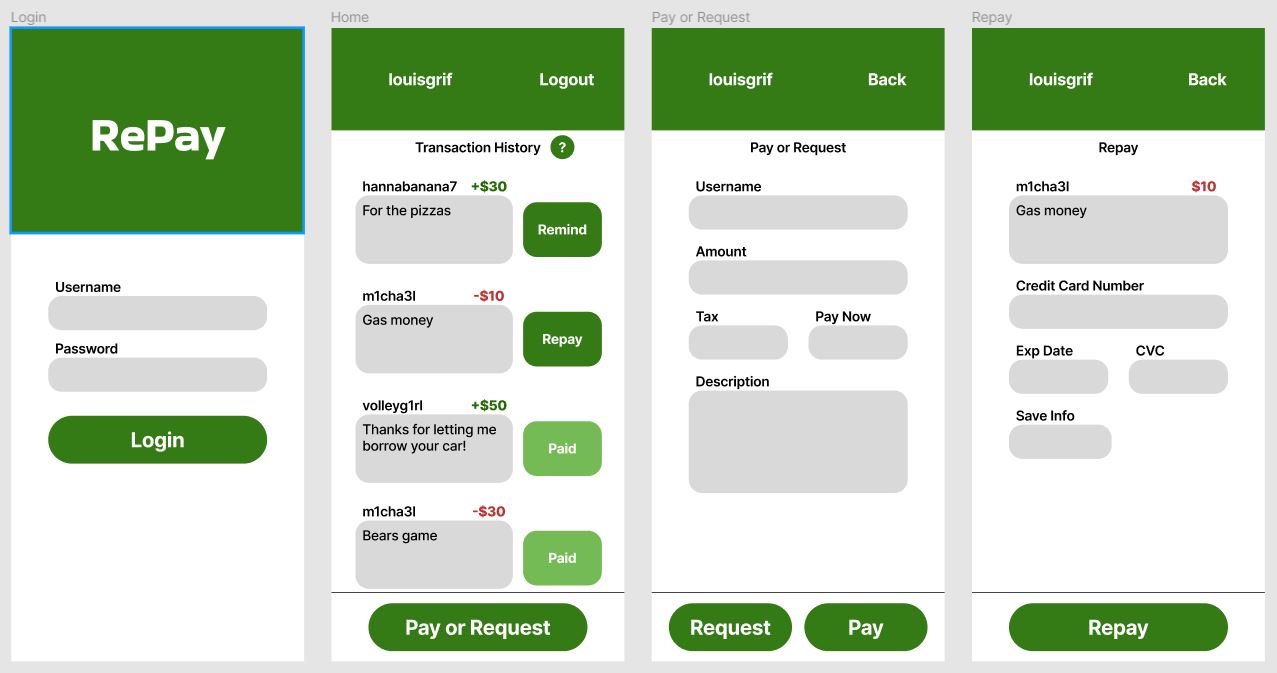 Login
RePay
Username
Password
Login
Home
louisgrif Logout
Transaction History ?
hannabanana7 +$30
For the pizzas
Remind
m1cha3l -$10
Gas money
Repay
volleyg1rl +$50
Thanks for letting me
borrow your car!
Paid
m1cha3l -$30
Bears game
Paid
Pay or Request
Pay or Request
louisgrif Back
Pay or Request
Username
Amount
Tax Pay Now
Description
Request Pay
Repay
louisgrif Back
Repay
m1cha3l $10
Gas money
Credit Card Number
Exp Date CVC
Save Info
Repay